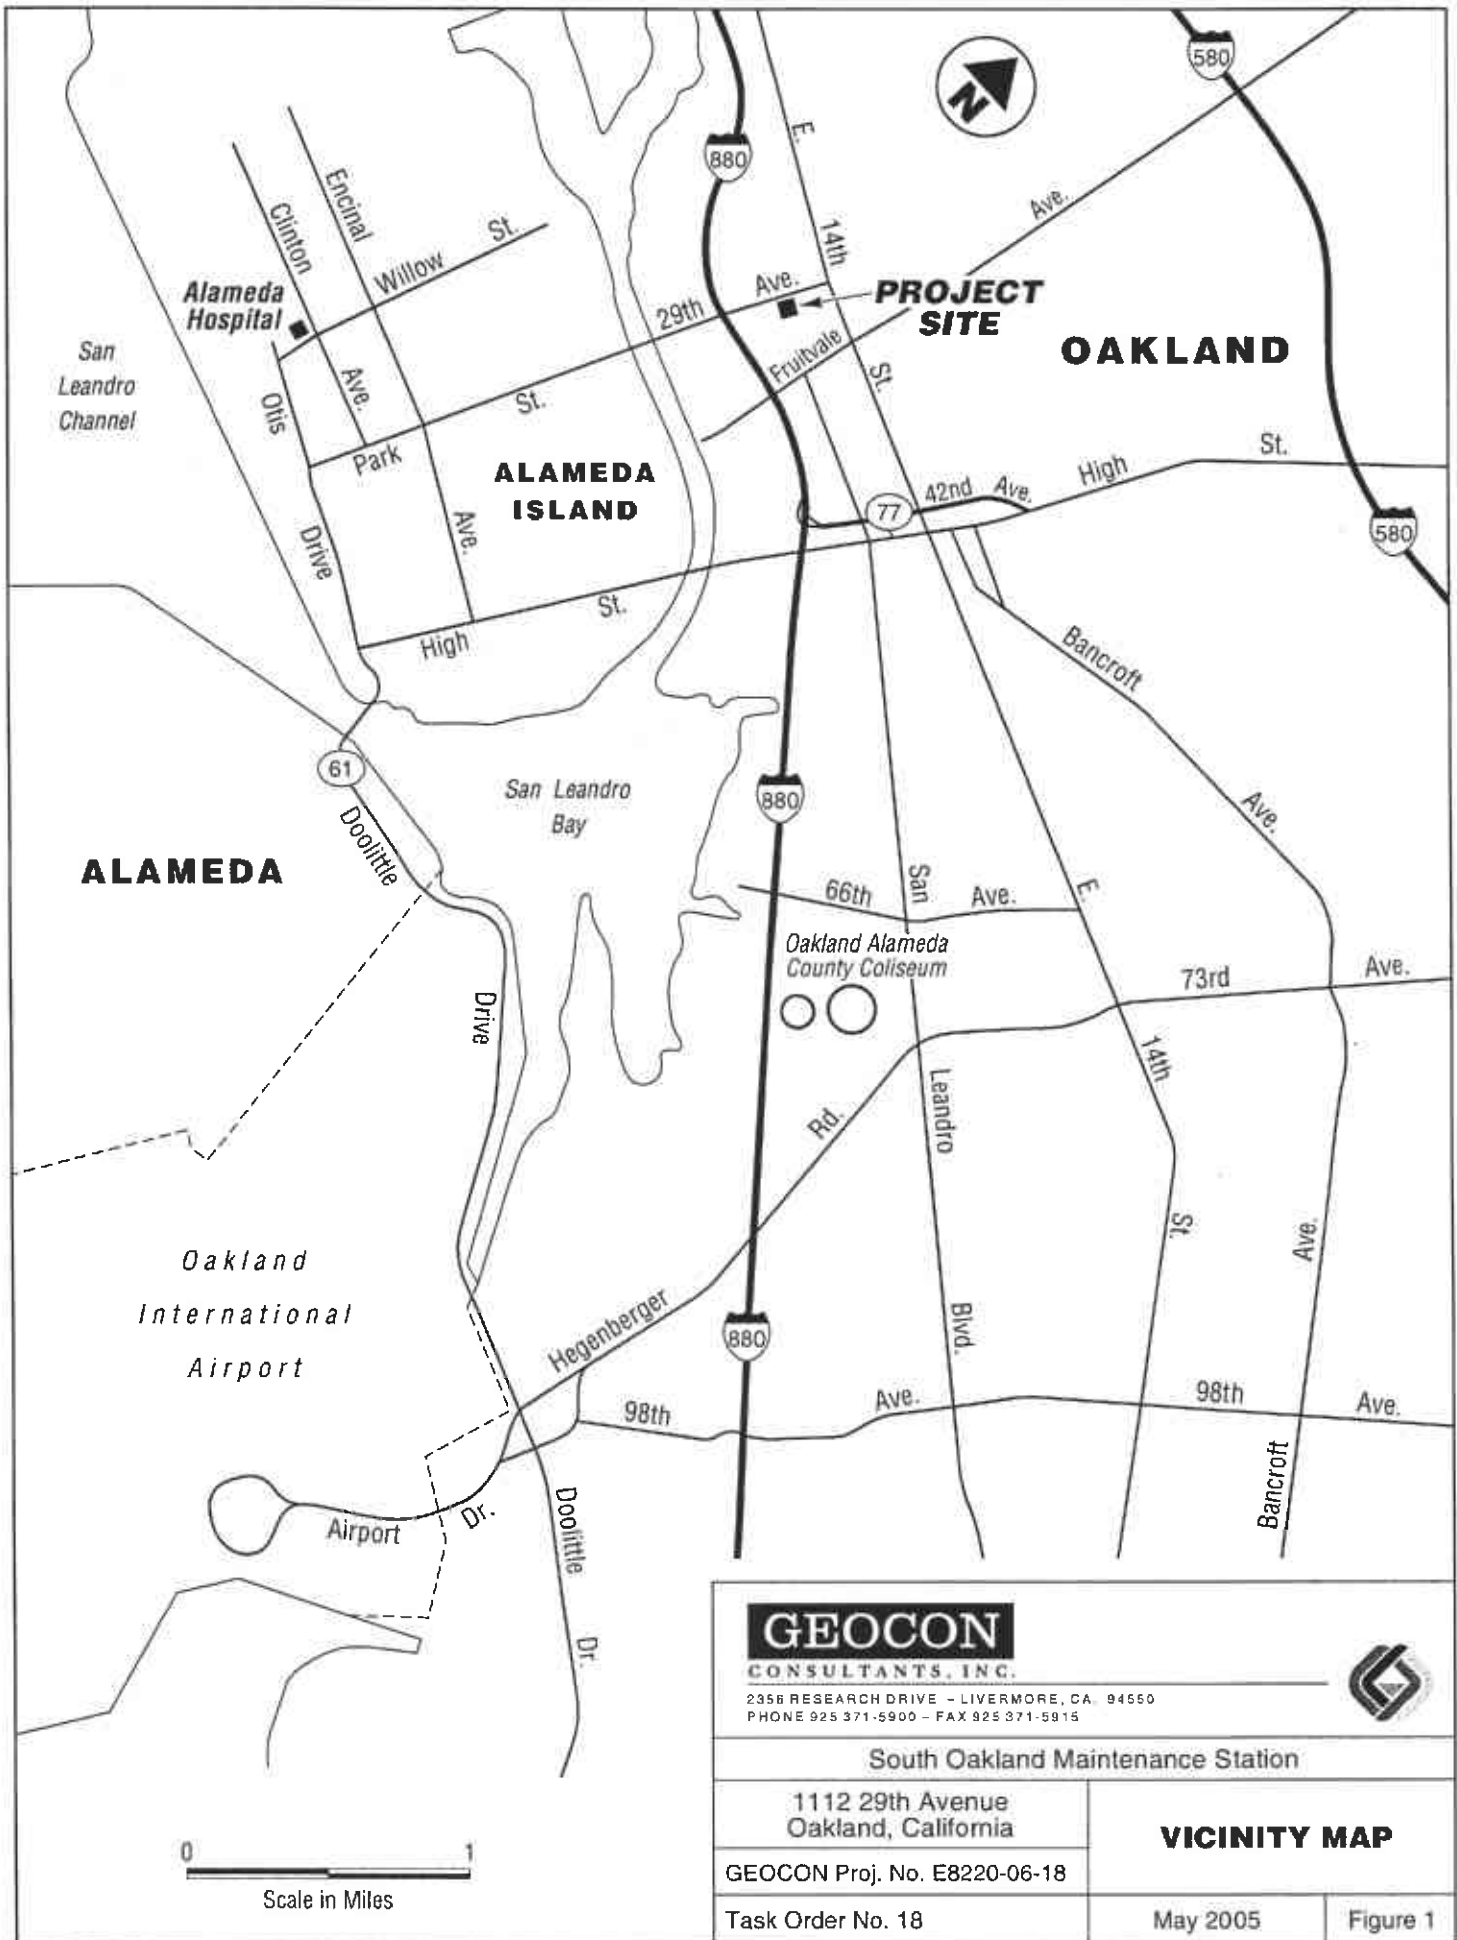 580
N
880
E.
14th
St.
Ave.
Fruitvale
Encinal
Ave.
Clinton
Ave.
Willow St.
Alameda
Hospital
29th Ave.
PROJECT
SITE
OAKLAND
San
Leandro
Channel
Otis
Drive
Park St.
ALAMEDA
ISLAND
High St.
77
42nd Ave.
High St.
580
Bancroft
Ave.
61
Doolittle
Drive
San Leandro
Bay
880
ALAMEDA
66th Ave.
San
Leandro
Blvd.
E.
14th
St.
Oakland Alameda
County Coliseum
73rd Ave.
Hegenberger Rd.
Ave.
Bancroft
Oakland
International
Airport
880
98th Ave.
98th Ave.
Airport Dr.
Doolittle
Dr.
0 1
Scale in Miles
GEOCON
CONSULTANTS, INC.
2356 RESEARCH DRIVE – LIVERMORE, CA. 94550
PHONE 925 371-5900 – FAX 925 371-5915
South Oakland Maintenance Station
1112 29th Avenue
Oakland, California
VICINITY MAP
GEOCON Proj. No. E8220-06-18
Task Order No. 18
May 2005
Figure 1